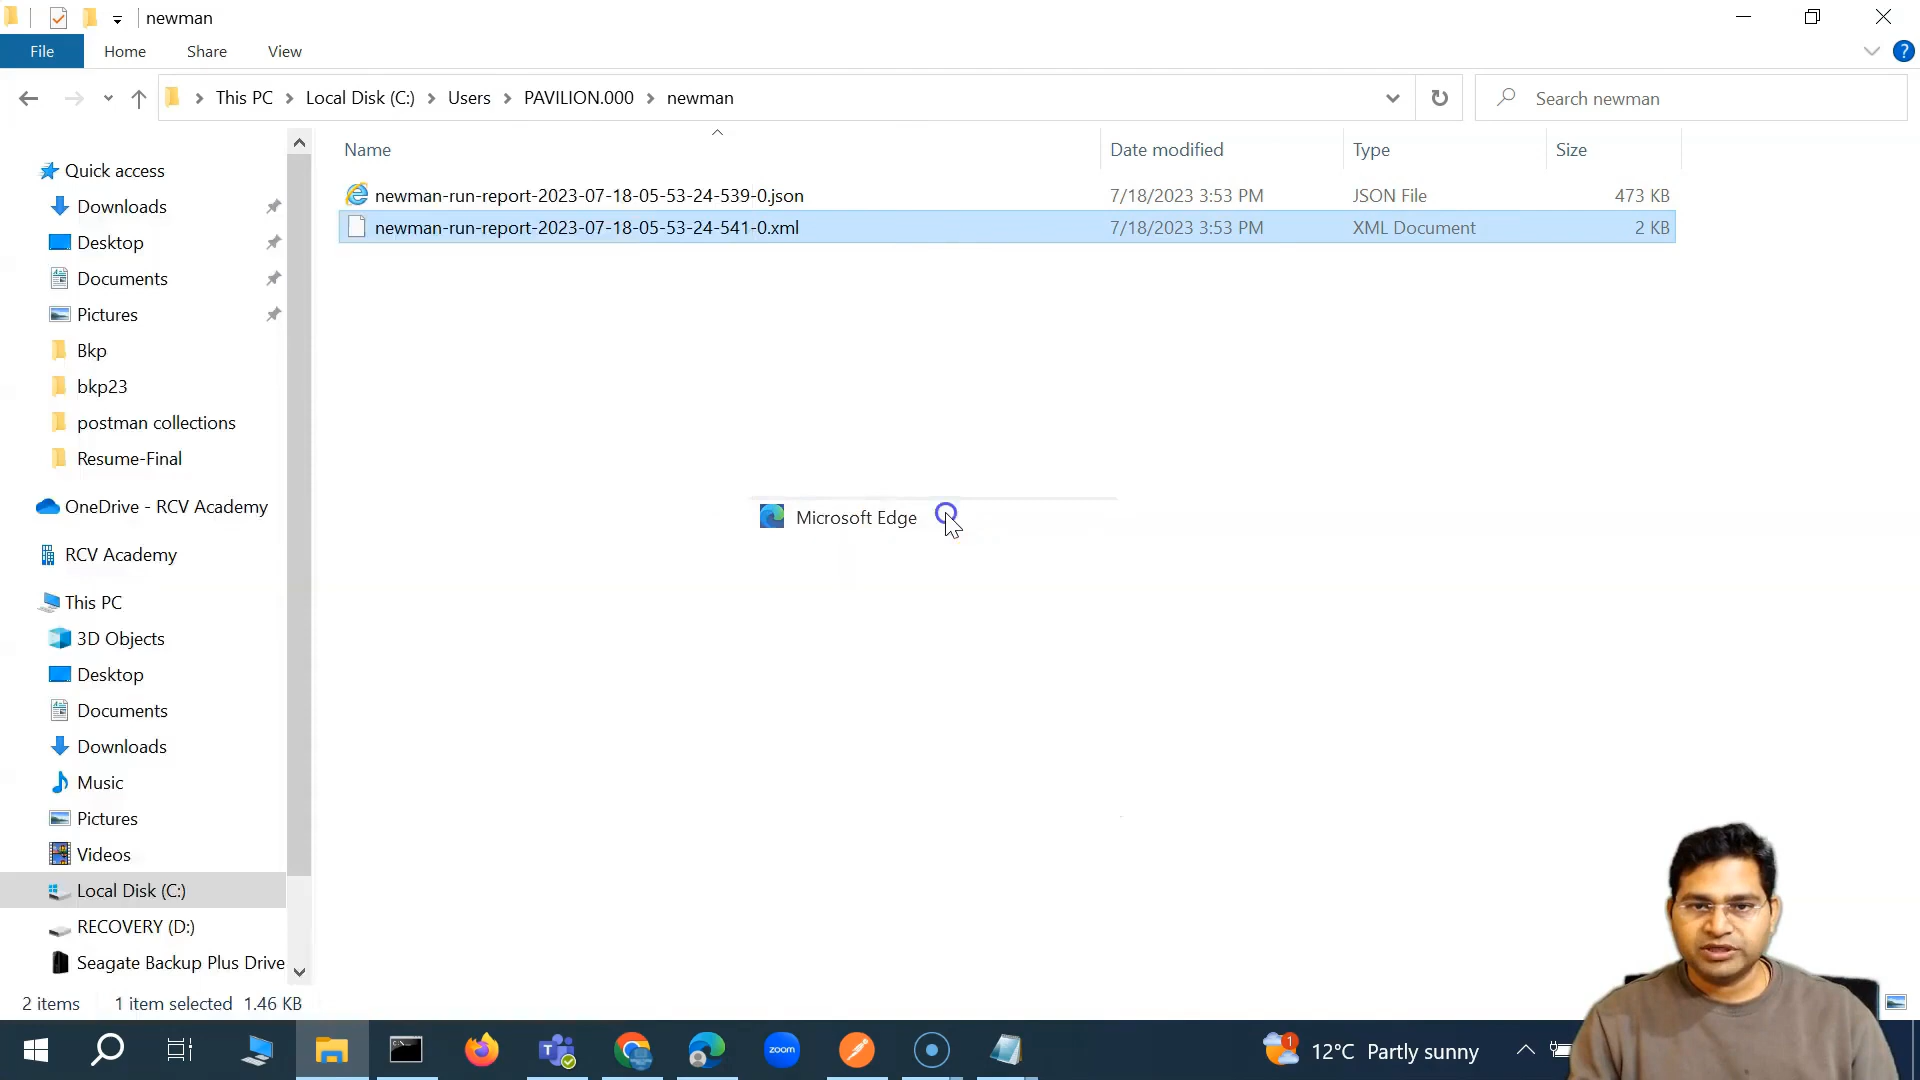 newman
File Home Share View
This PC Local Disk (C:) Users PAVILION.000 newman
Search newman
Name Date modified Type Size
newman-run-report-2023-07-18-05-53-24-539-0.json 7/18/2023 3:53 PM JSON File 473 KB
newman-run-report-2023-07-18-05-53-24-541-0.xml 7/18/2023 3:53 PM XML Document 2 KB
Quick access
Downloads
Desktop
Documents
Pictures
Bkp
bkp23
postman collections
Resume-Final
OneDrive - RCV Academy
RCV Academy
This PC
3D Objects
Desktop
Documents
Downloads
Music
Pictures
Videos
Local Disk (C:)
RECOVERY (D:)
Seagate Backup Plus Drive
Microsoft Edge
2 items 1 item selected 1.46 KB
zoom
1
12°C Partly sunny